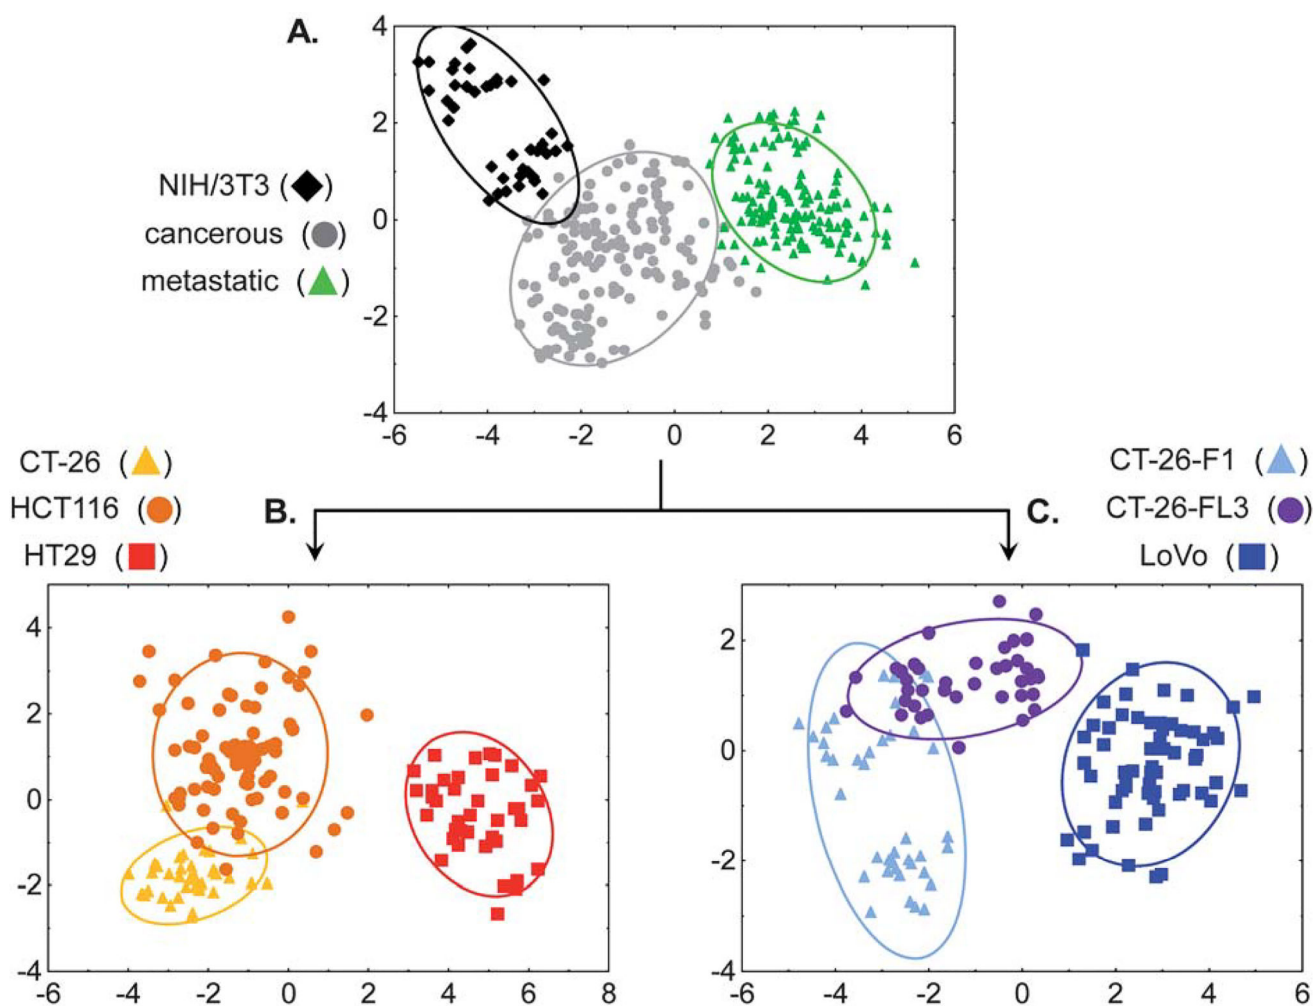 A.
4
2
0
-2
-4
-6 -4 -2 0 2 4 6
NIH/3T3 (◆)
cancerous (●)
metastatic (▲)
CT-26 (▲)
HCT116 (●)
HT29 (■)
B.
4
2
0
-2
-4
-6 -4 -2 0 2 4 6 8
C.
CT-26-F1 (▲)
CT-26-FL3 (●)
LoVo (■)
2
0
-2
-4
-6 -4 -2 0 2 4 6